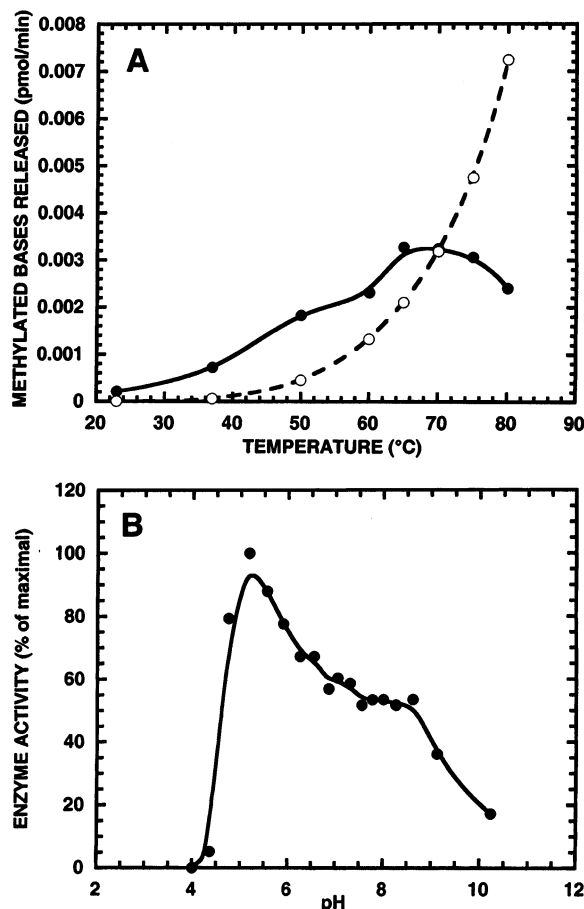 A
METHYLATED BASES RELEASED (pmol/min)
0.008
0.007
0.006
0.005
0.004
0.003
0.002
0.001
0
20 30 40 50 60 70 80 90
TEMPERATURE (°C)
B
ENZYME ACTIVITY (% of maximal)
120
100
80
60
40
20
0
2 4 6 8 10 12
pH